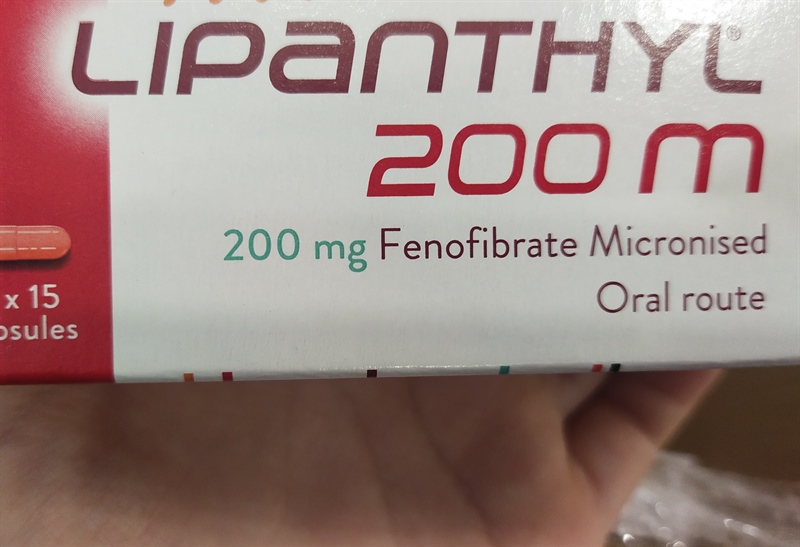 LIPANTHYL®
200 M
200 mg Fenofibrate Micronised
Oral route
x 15